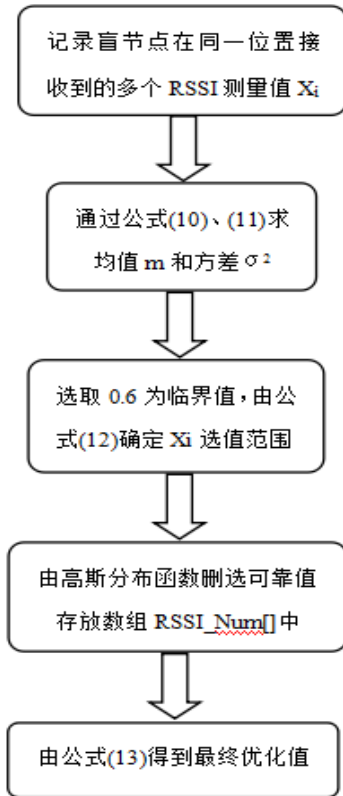 记录盲节点在同一位置接
收到的多个 RSSI 测量值 Xi
通过公式(10)、(11)求
均值 m 和方差 σ²
选取 0.6 为临界值，由公
式(12)确定 Xi 选值范围
由高斯分布函数删选可靠值
存放数组 RSSI_Num[]中
由公式(13)得到最终优化值